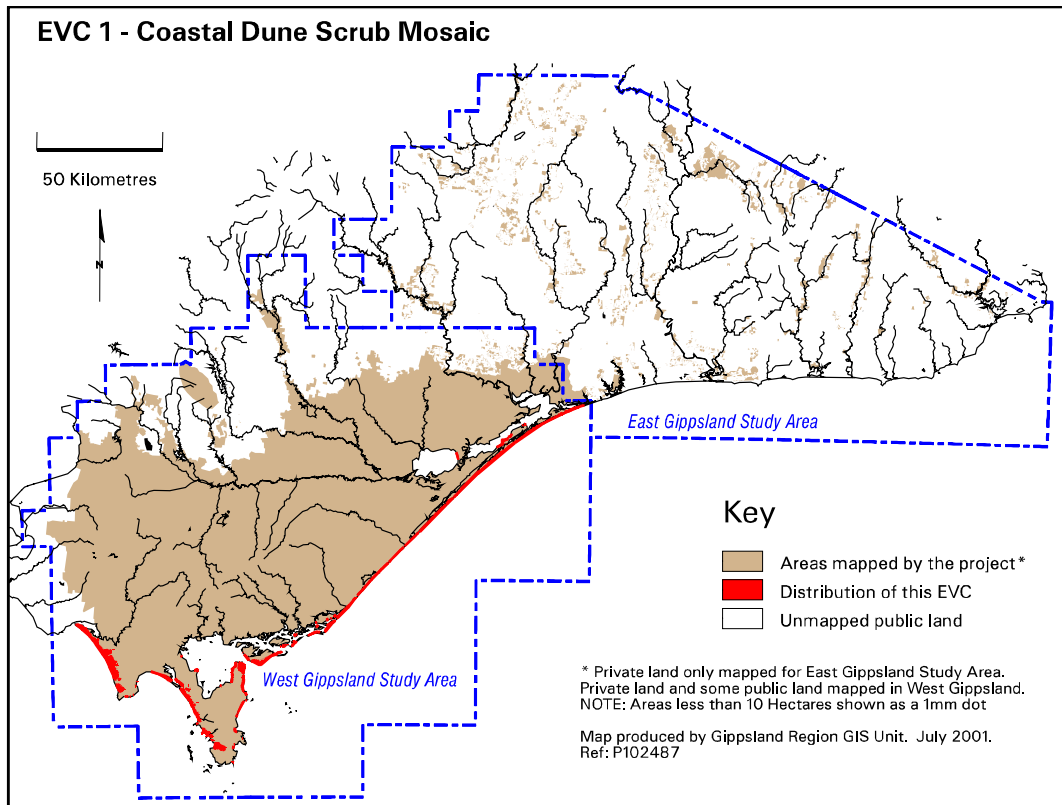 EVC 1 - Coastal Dune Scrub Mosaic
50 Kilometres
N
East Gippsland Study Area
West Gippsland Study Area
Key
Areas mapped by the project*
Distribution of this EVC
Unmapped public land
* Private land only mapped for East Gippsland Study Area.
Private land and some public land mapped in West Gippsland.
NOTE: Areas less than 10 Hectares shown as a 1mm dot
Map produced by Gippsland Region GIS Unit. July 2001.
Ref: P102487